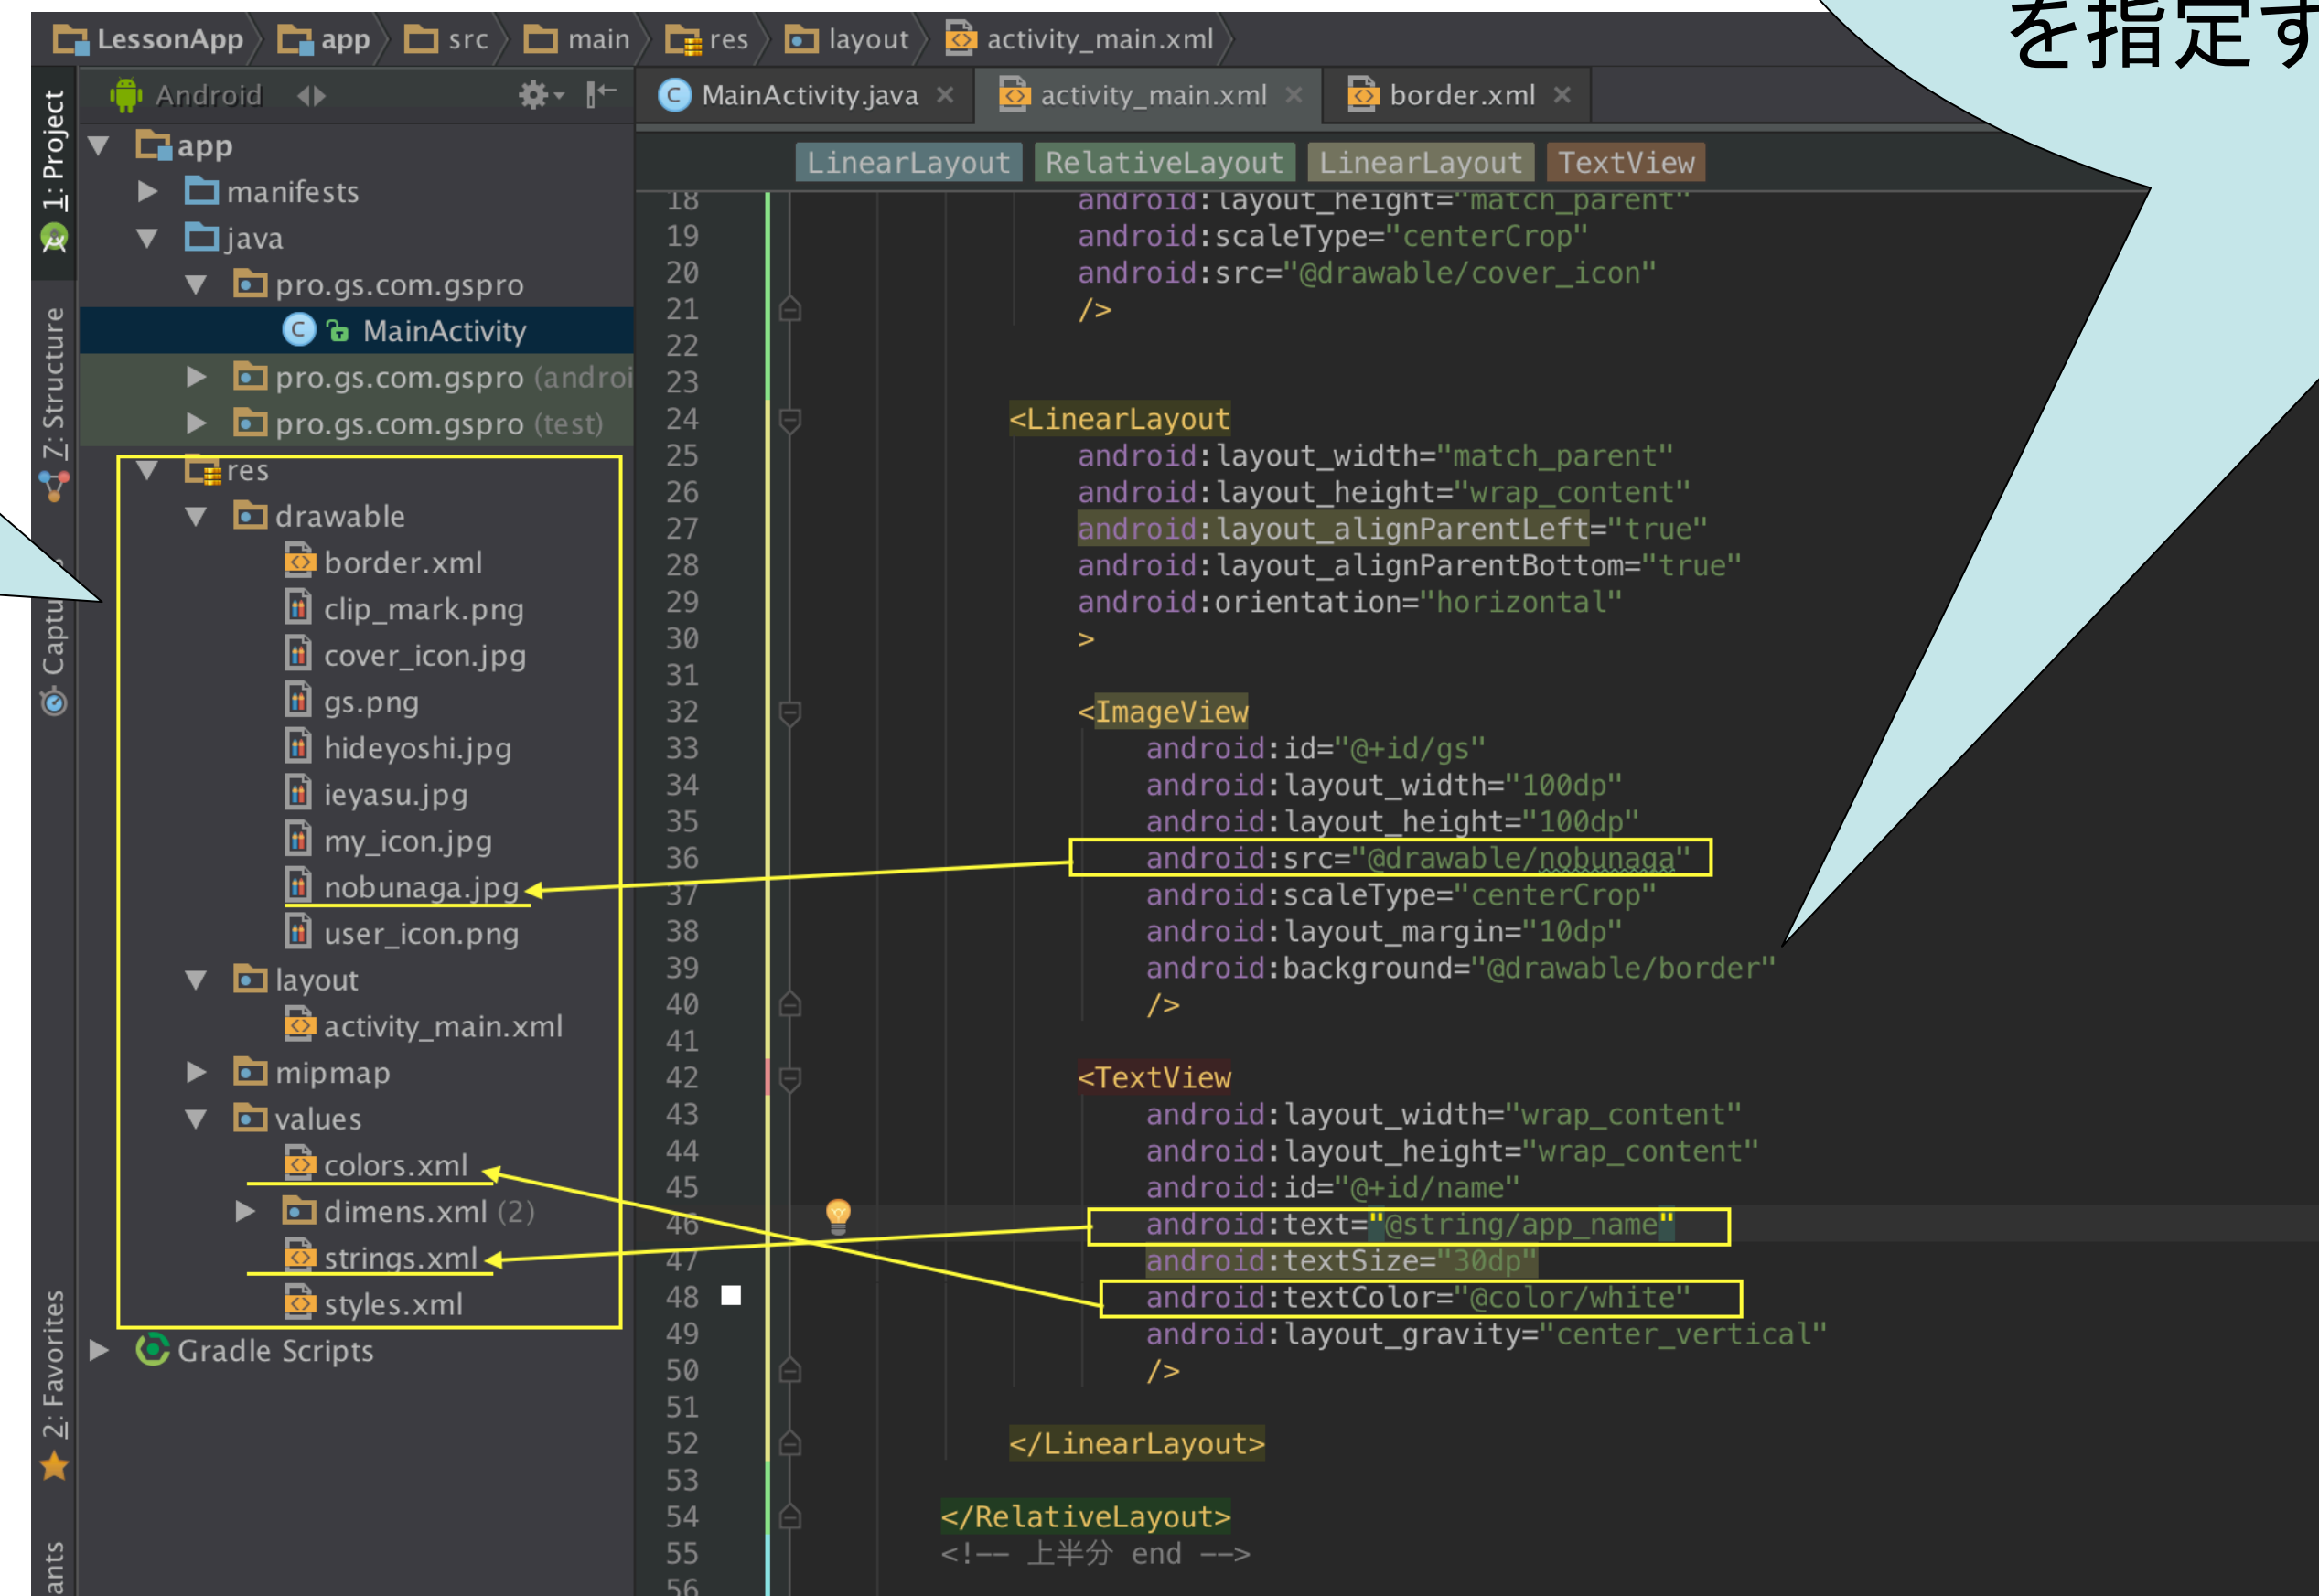 を指定す
LessonApp app src main res layout activity_main.xml
Android
MainActivity.java
activity_main.xml
border.xml
1: Project
7: Structure
2: Favorites
app
manifests
java
pro.gs.com.gspro
MainActivity
pro.gs.com.gspro (androi
pro.gs.com.gspro (test)
res
drawable
border.xml
clip_mark.png
cover_icon.jpg
gs.png
hideyoshi.jpg
ieyasu.jpg
my_icon.jpg
nobunaga.jpg
user_icon.png
layout
activity_main.xml
mipmap
values
colors.xml
dimens.xml (2)
strings.xml
styles.xml
Gradle Scripts
LinearLayout RelativeLayout LinearLayout TextView
18 android:layout_height="match_parent"
19 android:scaleType="centerCrop"
20 android:src="@drawable/cover_icon"
21 />
22
23
24 <LinearLayout
25 android:layout_width="match_parent"
26 android:layout_height="wrap_content"
27 android:layout_alignParentLeft="true"
28 android:layout_alignParentBottom="true"
29 android:orientation="horizontal"
30 >
31
32 <ImageView
33 android:id="@+id/gs"
34 android:layout_width="100dp"
35 android:layout_height="100dp"
36 android:src="@drawable/nobunaga"
37 android:scaleType="centerCrop"
38 android:layout_margin="10dp"
39 android:background="@drawable/border"
40 />
41
42 <TextView
43 android:layout_width="wrap_content"
44 android:layout_height="wrap_content"
45 android:id="@+id/name"
46 android:text="@string/app_name"
47 android:textSize="30dp"
48 android:textColor="@color/white"
49 android:layout_gravity="center_vertical"
50 />
51
52 </LinearLayout>
53
54 </RelativeLayout>
55 <!-- 上半分 end -->
56